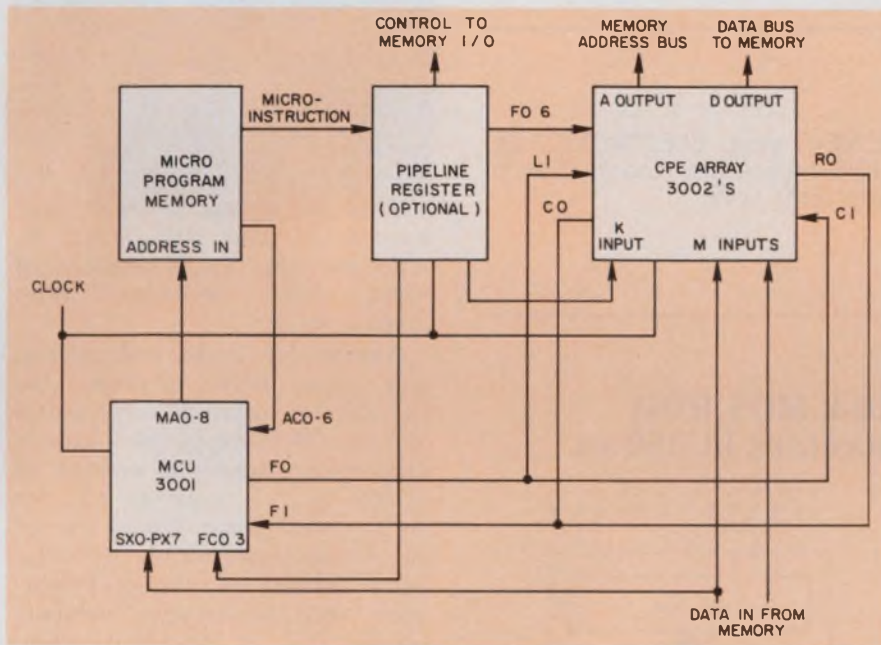 CONTROL TO
MEMORY I/O
MEMORY
ADDRESS BUS
DATA BUS
TO MEMORY
MICRO-
INSTRUCTION
MICRO
PROGRAM
MEMORY
ADDRESS IN
PIPELINE
REGISTER
(OPTIONAL)
FO 6
LI
CO
A OUTPUT
D OUTPUT
CPE ARRAY
3002'S
K
INPUT
M INPUTS
RO
CI
CLOCK
MAO-8
ACO-6
MCU
3001
FO
FI
SXO-PX7
FCO 3
DATA IN FROM
MEMORY